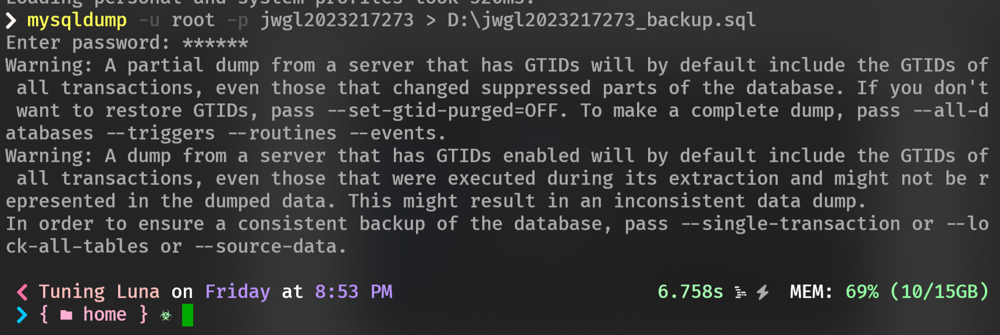 Loading personal and system profiles took 520ms.
❯ mysqldump -u root -p jwgl2023217273 > D:\jwgl2023217273_backup.sql
Enter password: ******
Warning: A partial dump from a server that has GTIDs will by default include the GTIDs of
 all transactions, even those that changed suppressed parts of the database. If you don't
 want to restore GTIDs, pass --set-gtid-purged=OFF. To make a complete dump, pass --all-d
atabases --triggers --routines --events.
Warning: A dump from a server that has GTIDs enabled will by default include the GTIDs of
 all transactions, even those that were executed during its extraction and might not be r
epresented in the dumped data. This might result in an inconsistent data dump.
In order to ensure a consistent backup of the database, pass --single-transaction or --lo
ck-all-tables or --source-data.
Tuning Luna on Friday at 8:53 PM 6.758s MEM: 69% (10/15GB)
❯ { home } ☣